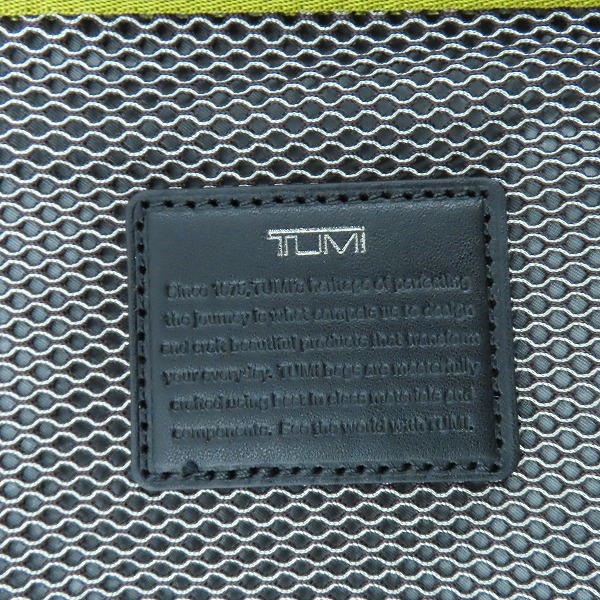 TUMI
Since 1975, TUMI's heritage of perfecting
the journey is what compels us to design
and craft beautiful products that transform
your everyday. TUMI bags are masterfully
crafted using best in class materials and
components. See the world with TUMI.